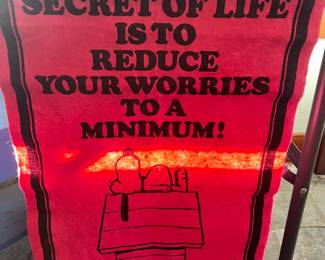 SECRET OF LIFE
IS TO
REDUCE
YOUR WORRIES
TO A
MINIMUM!